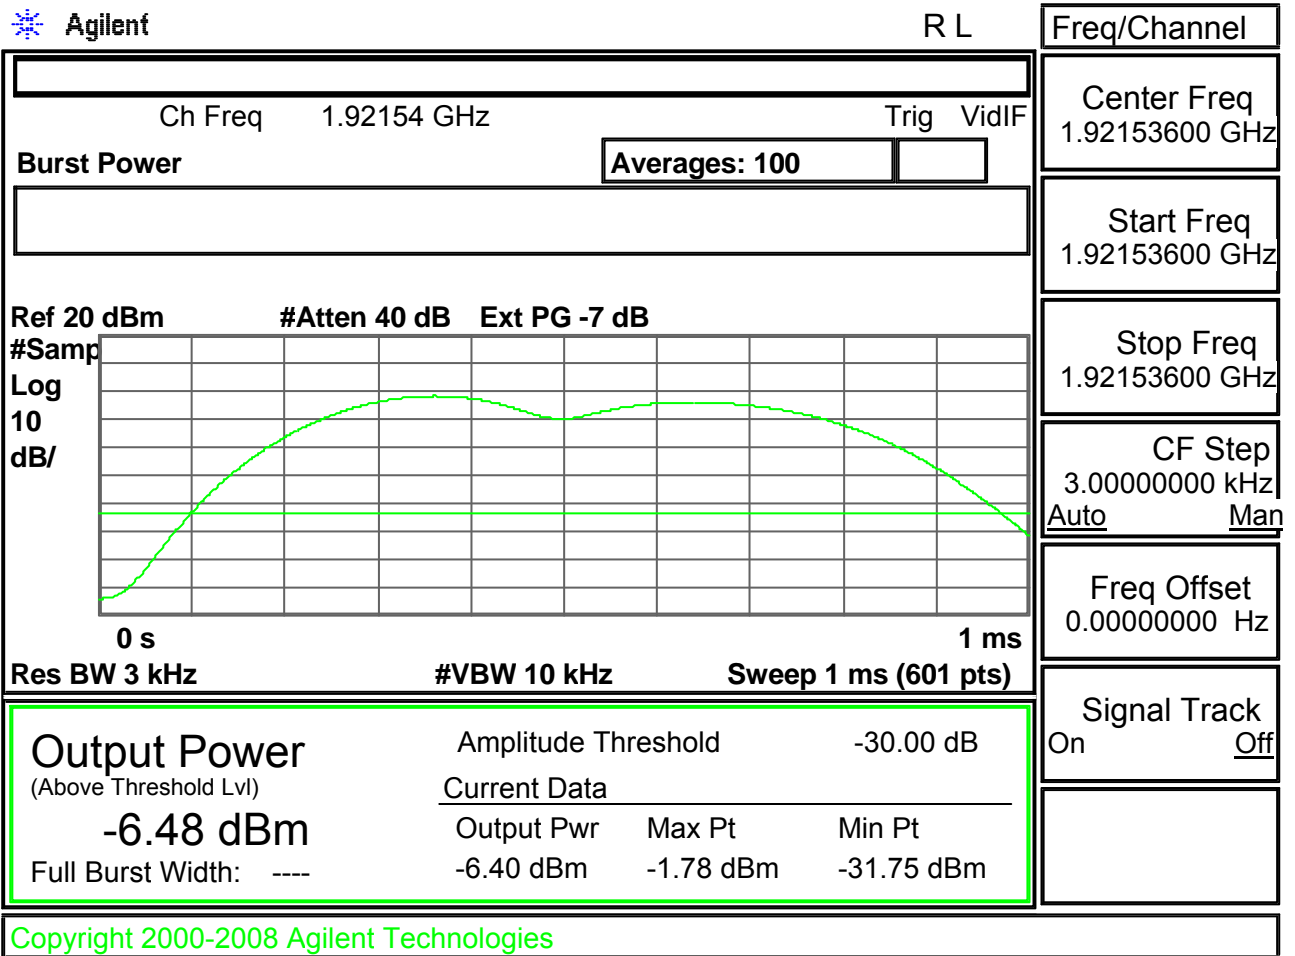 Agilent
R L
Freq/Channel
Ch Freq 1.92154 GHz Trig VidIF
Burst Power Averages: 100
Ref 20 dBm #Atten 40 dB Ext PG -7 dB
#Samp
Log
10
dB/
0 s 1 ms
Res BW 3 kHz #VBW 10 kHz Sweep 1 ms (601 pts)
Output Power
(Above Threshold Lvl)
-6.48 dBm
Full Burst Width: ----
Amplitude Threshold -30.00 dB
Current Data
Output Pwr Max Pt Min Pt
-6.40 dBm -1.78 dBm -31.75 dBm
Center Freq
1.92153600 GHz
Start Freq
1.92153600 GHz
Stop Freq
1.92153600 GHz
CF Step
3.00000000 kHz
Auto Man
Freq Offset
0.00000000 Hz
Signal Track
On Off
Copyright 2000-2008 Agilent Technologies